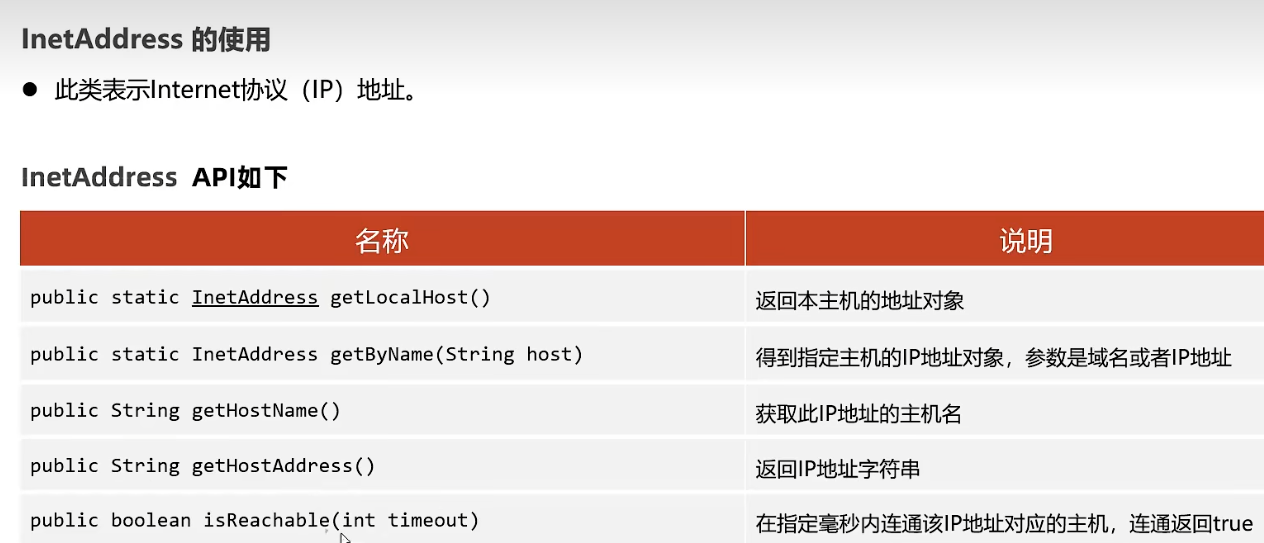 InetAddress 的使用
● 此类表示Internet协议（IP）地址。
InetAddress API如下
名称 说明
public static InetAddress getLocalHost() 返回本主机的地址对象
public static InetAddress getByName(String host) 得到指定主机的IP地址对象，参数是域名或者IP地址
public String getHostName() 获取此IP地址的主机名
public String getHostAddress() 返回IP地址字符串
public boolean isReachable(int timeout) 在指定毫秒内连通该IP地址对应的主机，连通返回true